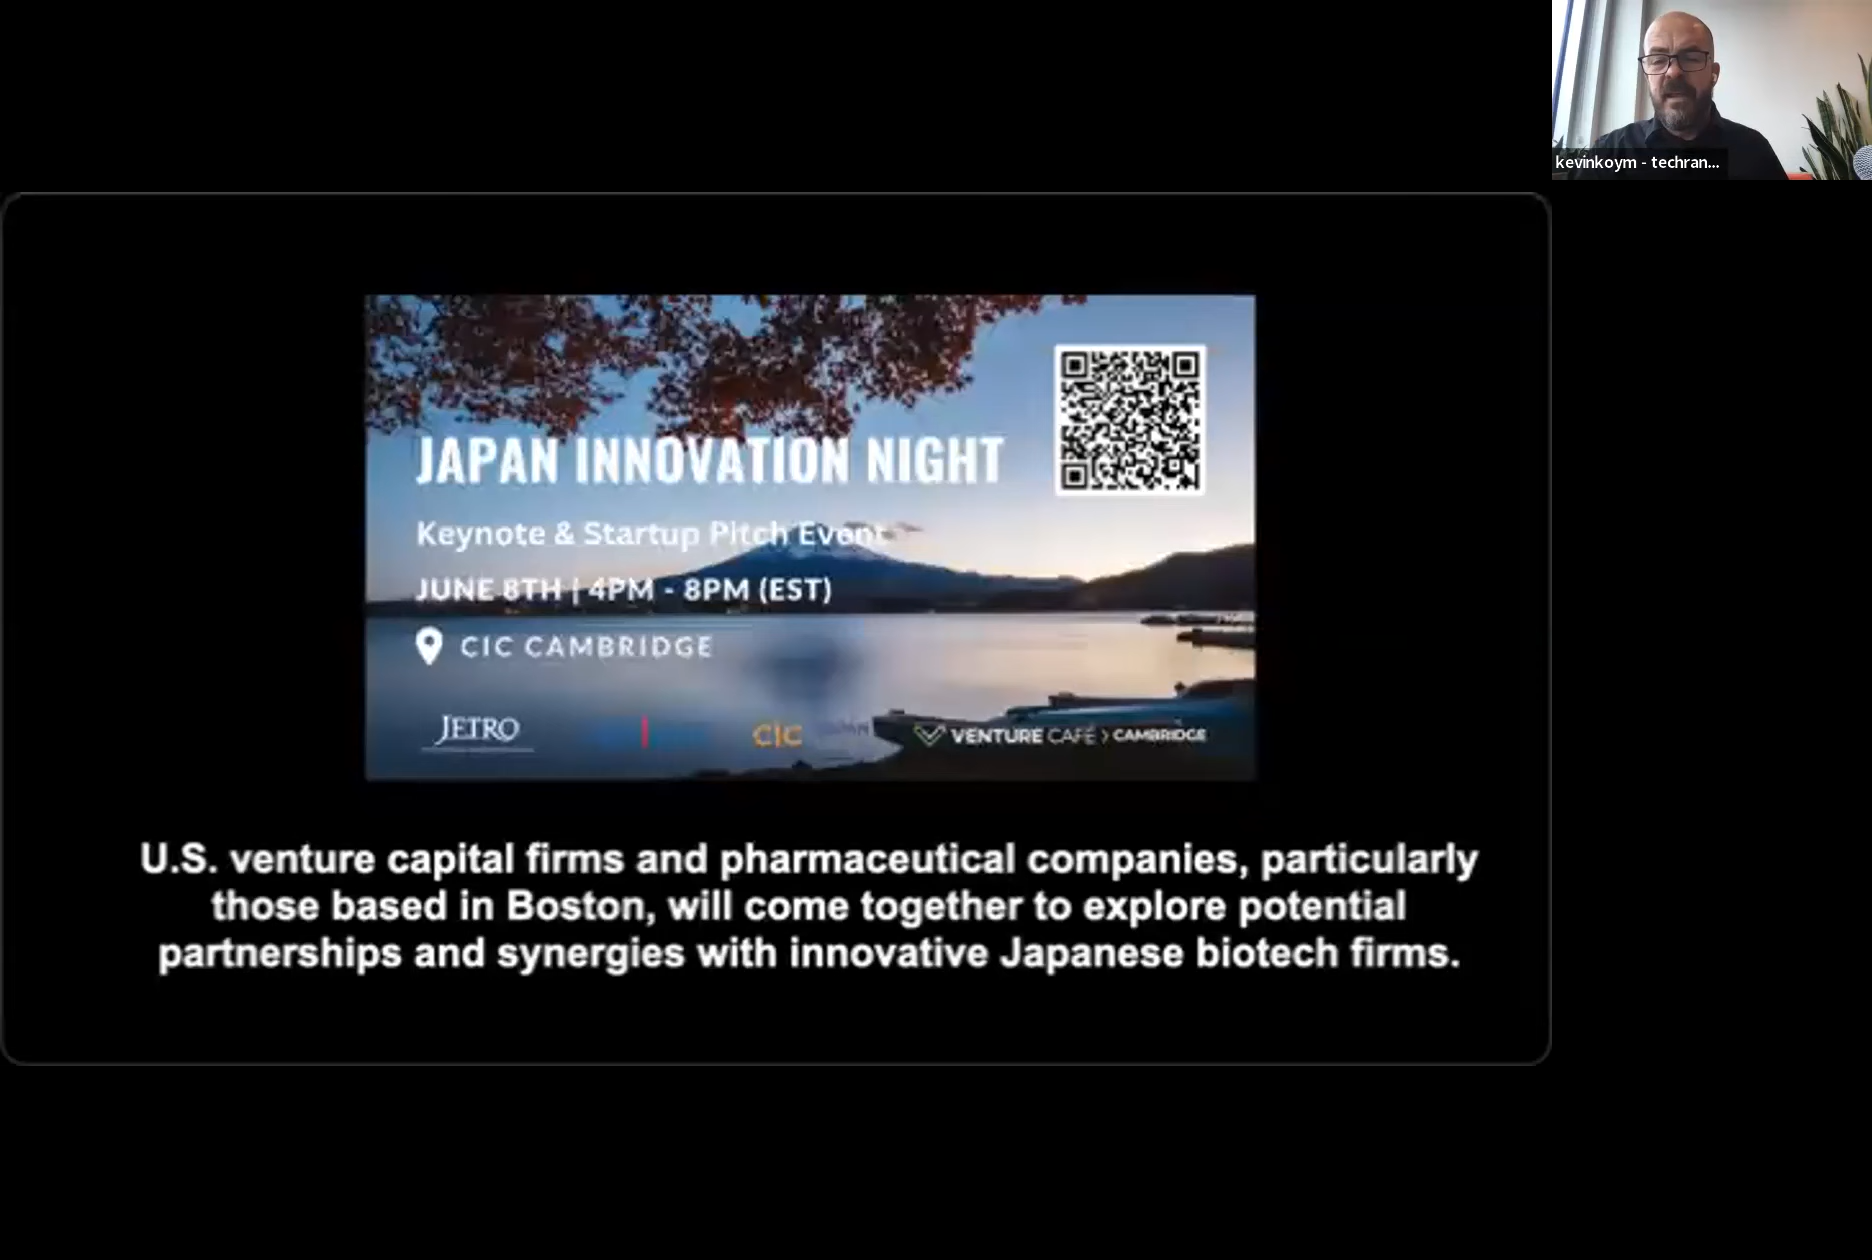 kevinkoym - techran...
JAPAN INNOVATION NIGHT
Keynote & Startup Pitch Event
JUNE 8TH | 4PM - 8PM (EST)
CIC CAMBRIDGE
JETRO
CIC
VENTURE CAFÉ > CAMBRIDGE
U.S. venture capital firms and pharmaceutical companies, particularly
those based in Boston, will come together to explore potential
partnerships and synergies with innovative Japanese biotech firms.